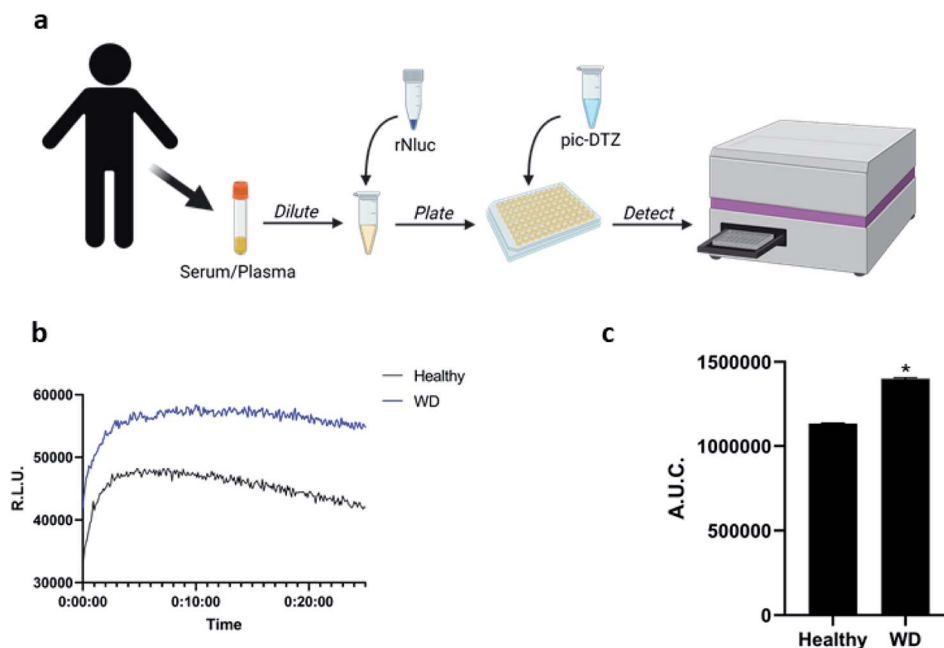 a
rNluc
pic-DTZ
Dilute
Plate
Detect
Serum/Plasma
b
Healthy
WD
60000
50000
40000
30000
R.L.U.
0:00:00
0:10:00
0:20:00
Time
c
1500000
1000000
500000
0
A.U.C.
*
Healthy
WD